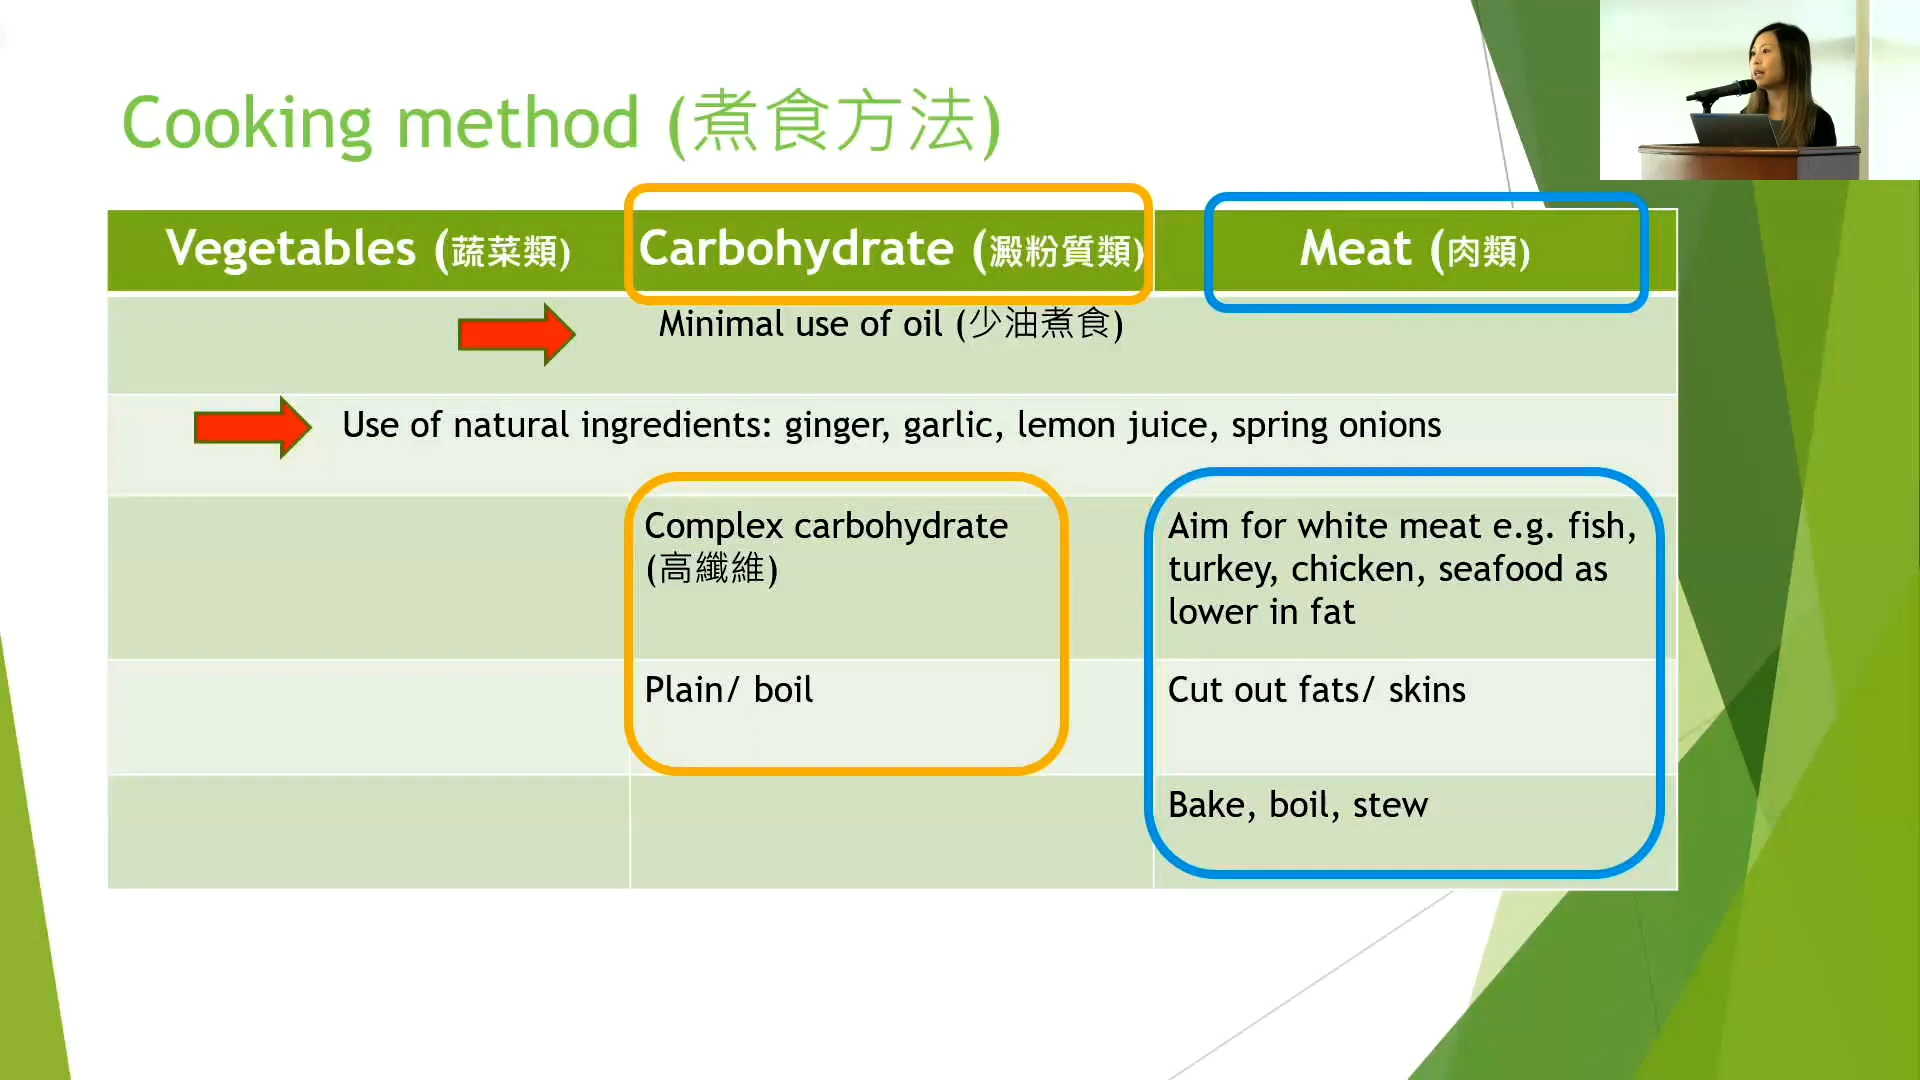 Cooking method (煮食方法)
Vegetables (蔬菜類)
Carbohydrate (澱粉質類)
Meat (肉類)
Minimal use of oil (少油煮食)
Use of natural ingredients: ginger, garlic, lemon juice, spring onions
Complex carbohydrate
(高纖維)
Aim for white meat e.g. fish,
turkey, chicken, seafood as
lower in fat
Plain/ boil
Cut out fats/ skins
Bake, boil, stew